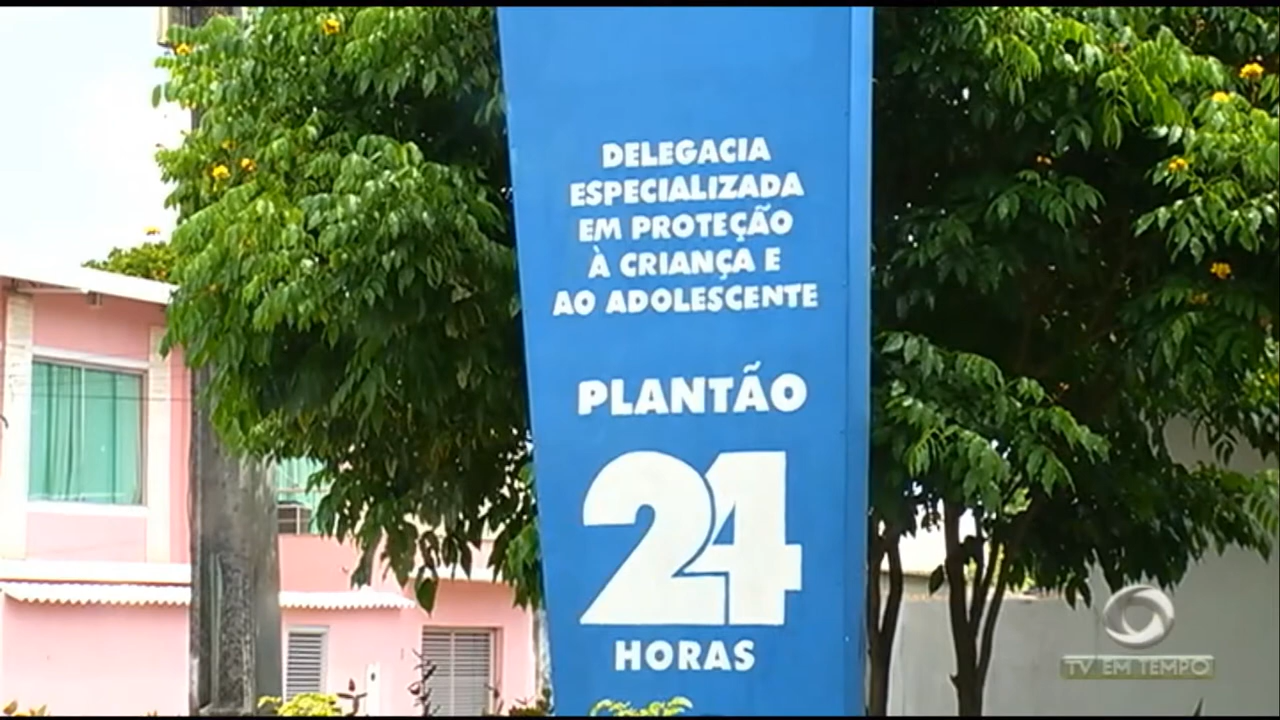 DELEGACIA
ESPECIALIZADA
EM PROTEÇÃO
À CRIANÇA E
AO ADOLESCENTE
PLANTÃO
24
HORAS
TV EM TEMPO